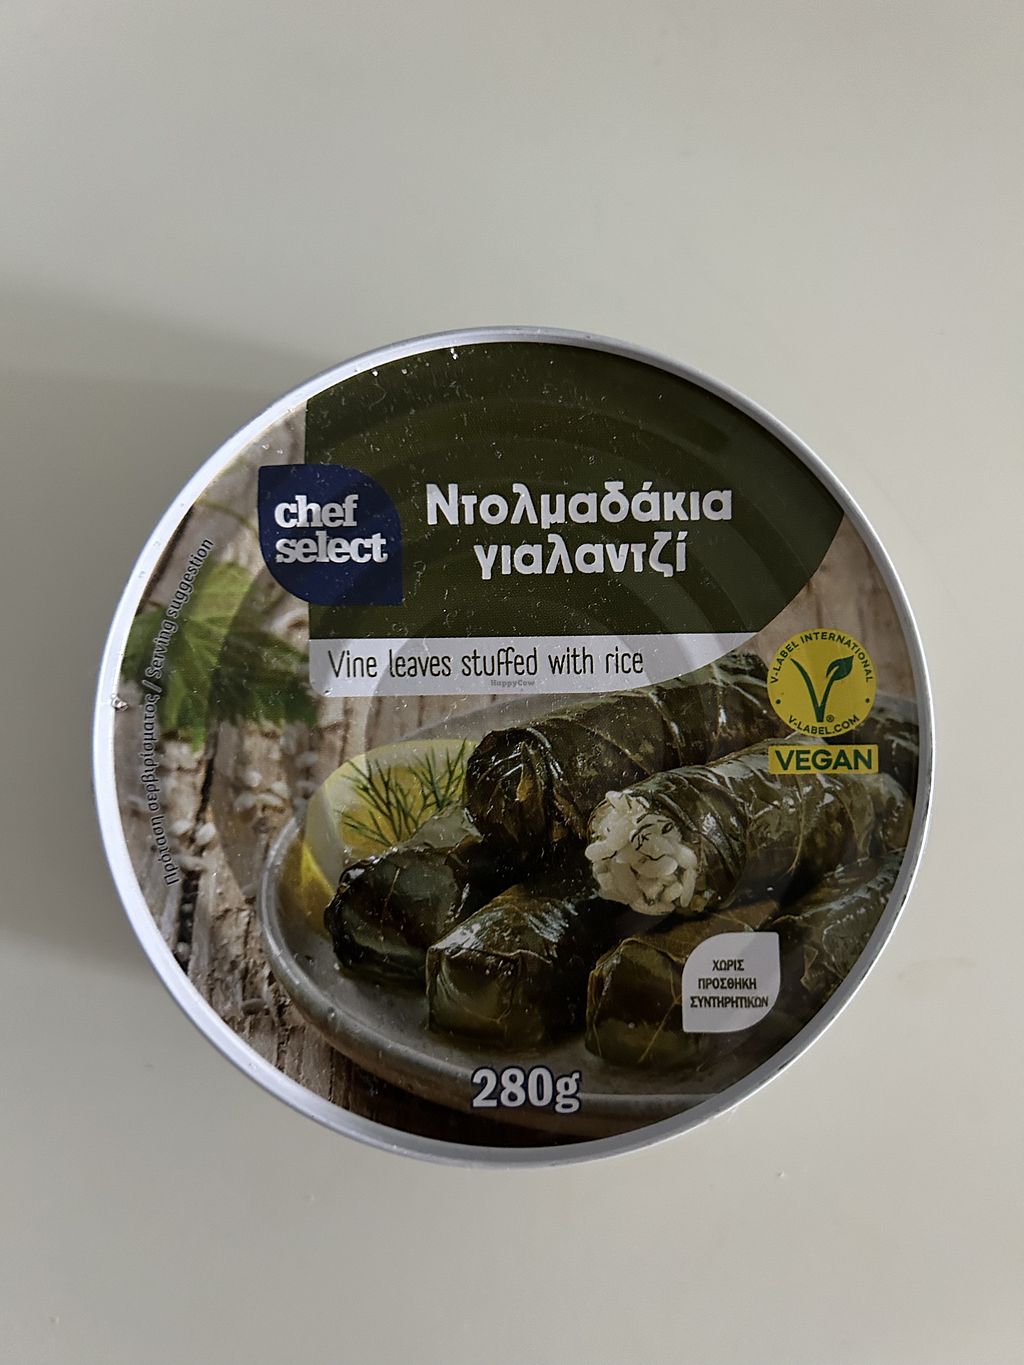 chef
select
Ντολμαδάκια
γιαλαντζί
Vine leaves stuffed with rice
HappyCow
Πρόταση σερβιρίσματος / Serving suggestion
V-LABEL INTERNATIONAL
V-LABEL.COM
VEGAN
ΧΩΡΙΣ
ΠΡΟΣΘΗΚΗ
ΣΥΝΤΗΡΗΤΙΚΩΝ
280g